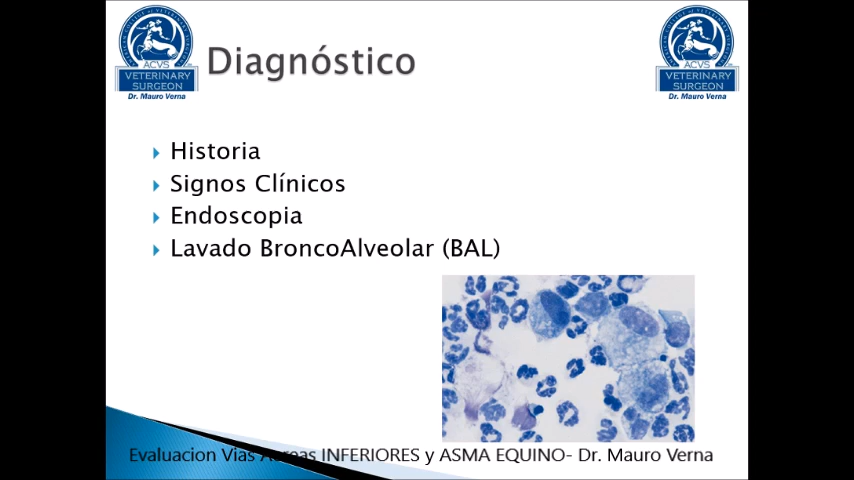 ACVS
VETERINARY
SURGEON
Dr. Mauro Verna
Diagnóstico
ACVS
VETERINARY
SURGEON
Dr. Mauro Verna
Historia
Signos Clínicos
Endoscopia
Lavado BroncoAlveolar (BAL)
Evaluacion Vias Aereas INFERIORES y ASMA EQUINO- Dr. Mauro Verna